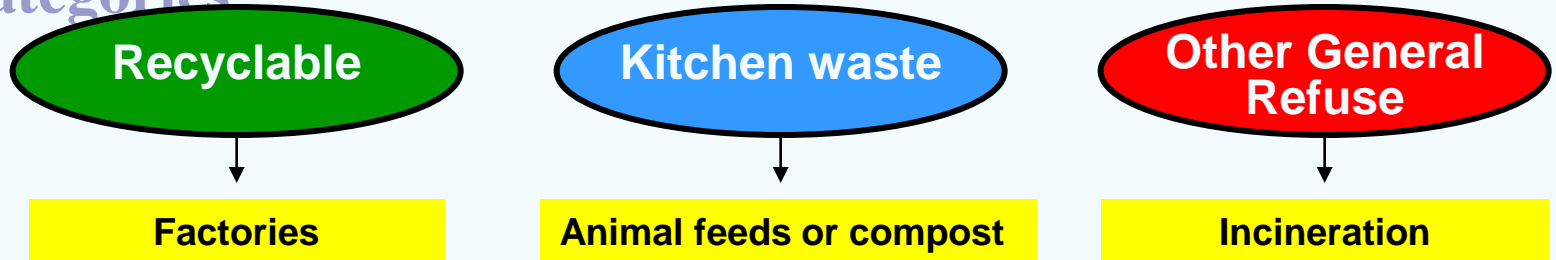 Recyclable
Kitchen waste
Other General
Refuse
Factories
Animal feeds or compost
Incineration